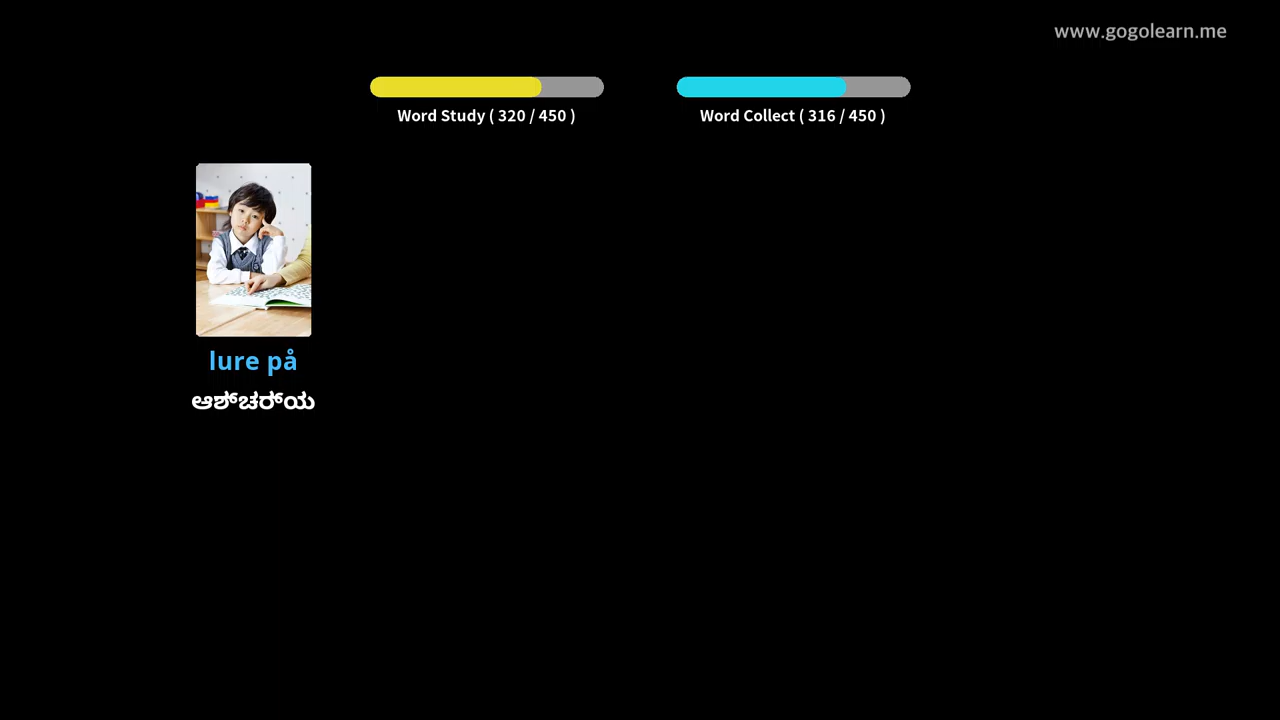 www.gogolearn.me
Word Study ( 320 / 450 )
Word Collect ( 316 / 450 )
lure på
ಆಶ್ಚರ್ಯ